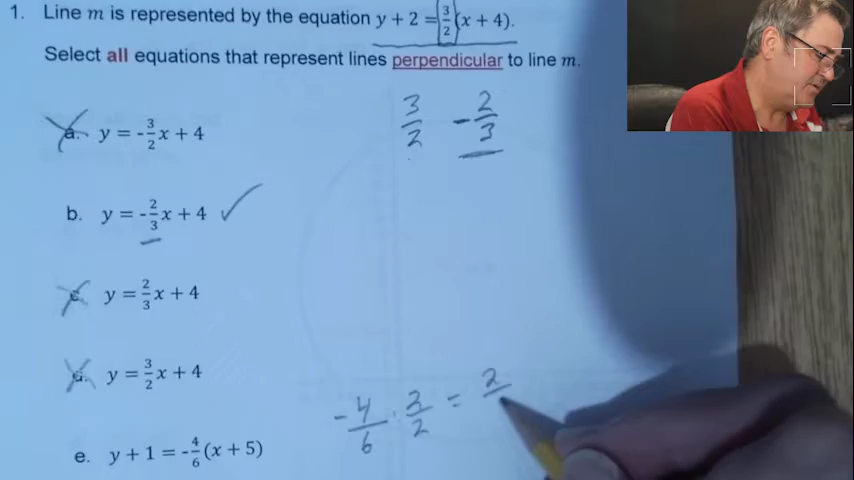 1. Line m is represented by the equation y + 2 = 3/2(x + 4).
Select all equations that represent lines perpendicular to line m.
3/2 -2/3
a. y = -3/2x + 4
b. y = -2/3x + 4 ✓
c. y = 2/3x + 4
d. y = 3/2x + 4
-4/6 · 3/2 = 2/
e. y + 1 = -4/6(x + 5)